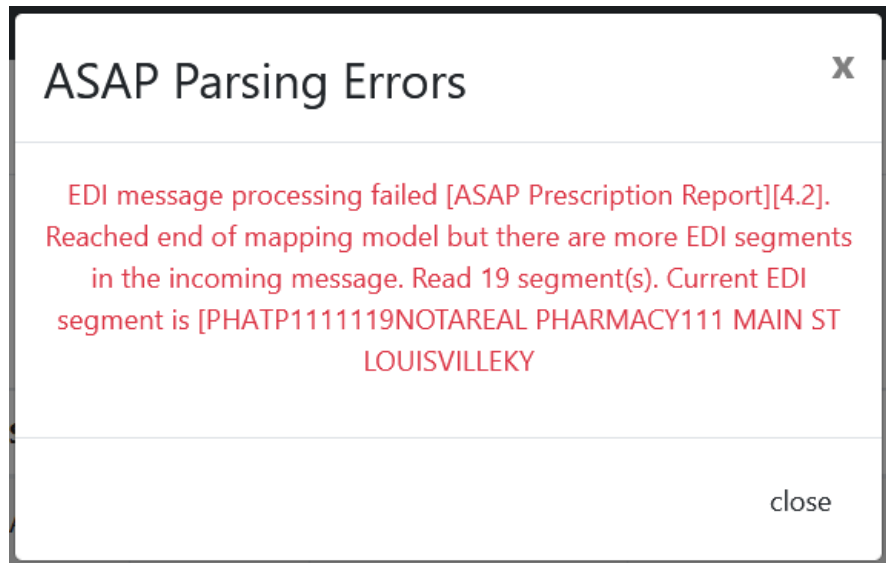 ASAP Parsing Errors
x
EDI message processing failed [ASAP Prescription Report][4.2].
Reached end of mapping model but there are more EDI segments
in the incoming message. Read 19 segment(s). Current EDI
segment is [PHATP1111119NOTAREAL PHARMACY111 MAIN ST
LOUISVILLEKY
close